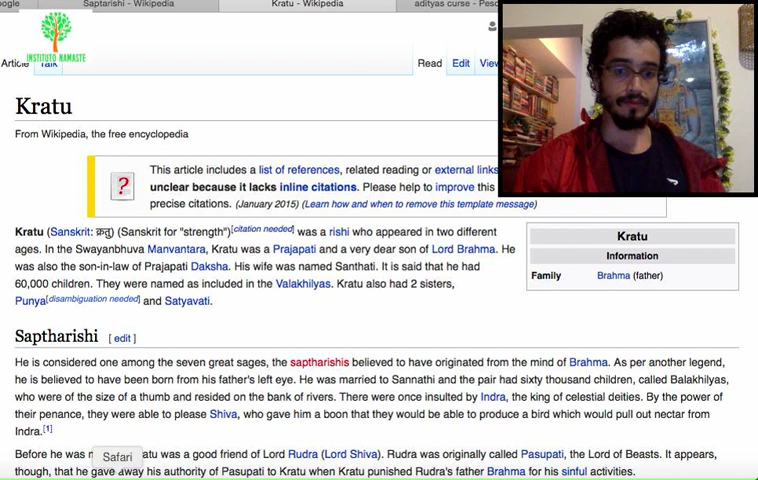 ogle
Saptarishi - Wikipedia
Kratu - Wikipedia
adityas curse - Pesq
INSTITUTO NAMASTE
Article
Talk
Read
Edit
View
Kratu
From Wikipedia, the free encyclopedia
This article includes a list of references, related reading or external links
unclear because it lacks inline citations. Please help to improve this
precise citations. (January 2015) (Learn how and when to remove this template message)
Kratu (Sanskrit: क्रतु) (Sanskrit for "strength")[citation needed] was a rishi who appeared in two different
ages. In the Swayanbhuva Manvantara, Kratu was a Prajapati and a very dear son of Lord Brahma. He
was also the son-in-law of Prajapati Daksha. His wife was named Santhati. It is said that he had
60,000 children. They were named as included in the Valakhilyas. Kratu also had 2 sisters,
Punya[disambiguation needed] and Satyavati.
Kratu
Information
Family Brahma (father)
Saptharishi [ edit ]
He is considered one among the seven great sages, the saptharishis believed to have originated from the mind of Brahma. As per another legend,
he is believed to have been born from his father's left eye. He was married to Sannathi and the pair had sixty thousand children, called Balakhilyas,
who were of the size of a thumb and resided on the bank of rivers. There were once insulted by Indra, the king of celestial deities. By the power of
their penance, they were able to please Shiva, who gave him a boon that they would be able to produce a bird which would pull out nectar from
Indra.[1]
Before he was atu was a good friend of Lord Rudra (Lord Shiva). Rudra was originally called Pasupati, the Lord of Beasts. It appears,
Safari
though, that he gave away his authority of Pasupati to Kratu when Kratu punished Rudra's father Brahma for his sinful activities.